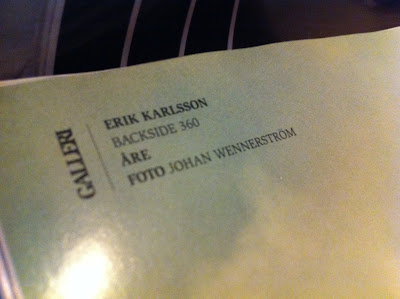 GALLERI
ERIK KARLSSON
BACKSIDE 360
ÅRE
FOTO JOHAN WENNERSTRÖM